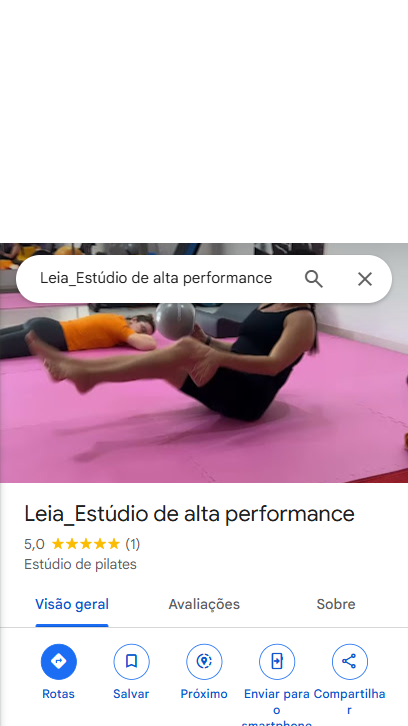 Leia_Estúdio de alta performance
Leia_Estúdio de alta performance
5,0 (1)
Estúdio de pilates
Visão geral Avaliações Sobre
Rotas Salvar Próximo Enviar para o smartphone Compartilhar